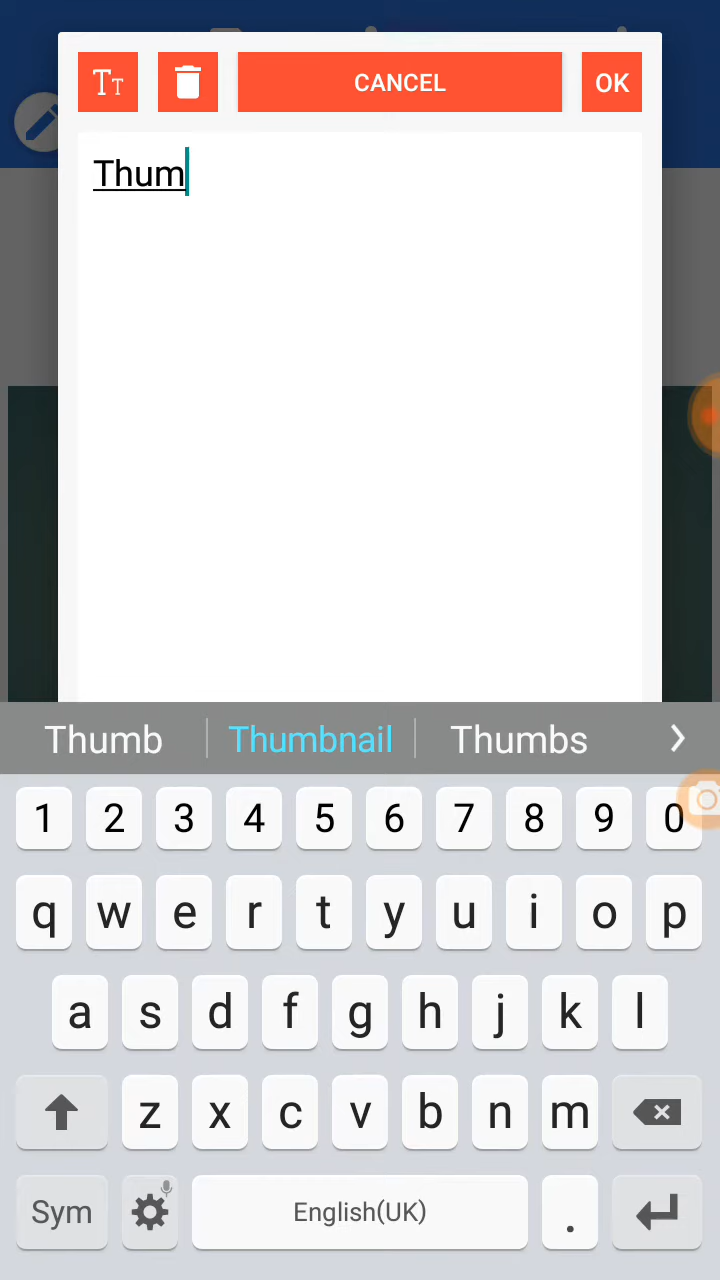 TT CANCEL OK
Thum
Thumb Thumbnail Thumbs
1 2 3 4 5 6 7 8 9 0
q w e r t y u i o p
a s d f g h j k l
z x c v b n m
Sym English(UK) .